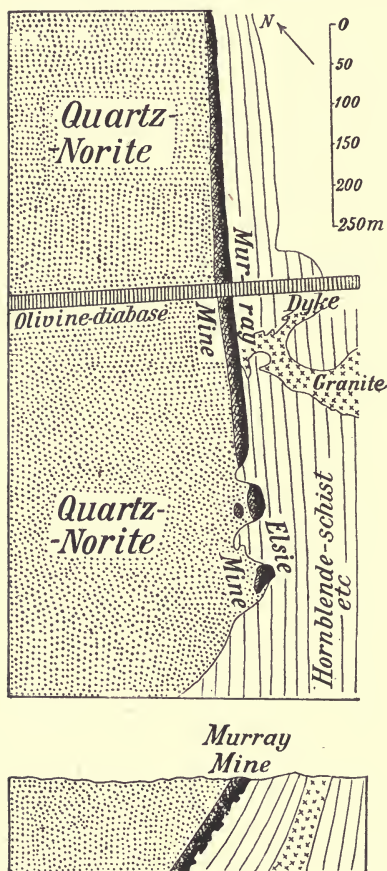 N
0
50
100
150
200
250 m
Quartz-
-Norite
Mur-
ray
Mine
Olivine-diabase
Dyke
Granite
Quartz-
-Norite
Elsie
Mine
Hornblende-schist
etc
Murray
Mine